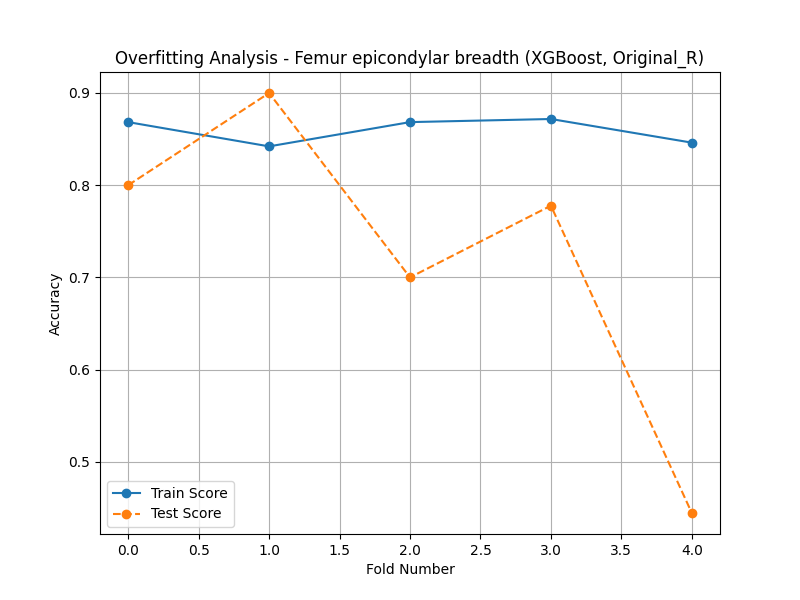 Overfitting Analysis - Femur epicondylar breadth (XGBoost, Original_R)
Accuracy
0.9
0.8
0.7
0.6
0.5
Train Score
Test Score
0.0 0.5 1.0 1.5 2.0 2.5 3.0 3.5 4.0
Fold Number